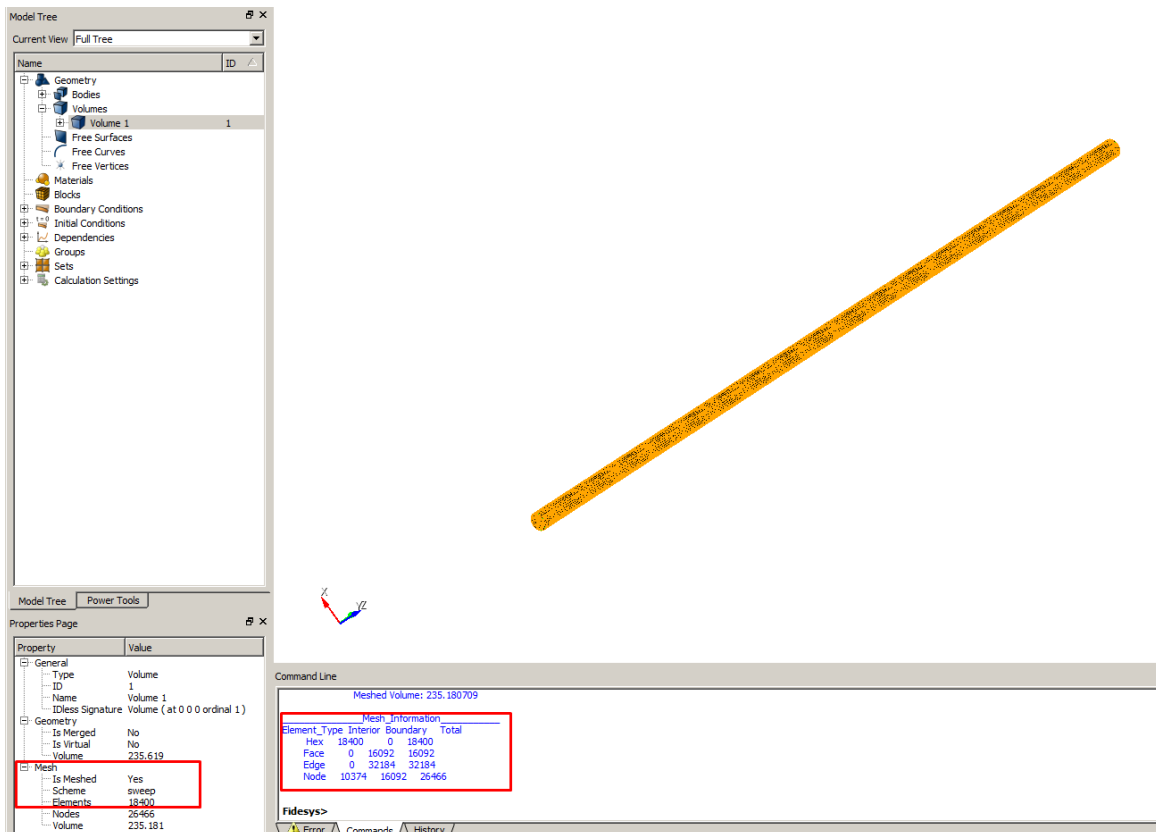 Model Tree
Current View Full Tree
Name ID
Geometry
Bodies
Volumes
Volume 1 1
Free Surfaces
Free Curves
Free Vertices
Materials
Blocks
Boundary Conditions
Initial Conditions
Dependencies
Groups
Sets
Calculation Settings
Model Tree Power Tools
Properties Page
Property Value
General
Type Volume
ID 1
Name Volume 1
IDless Signature Volume ( at 0 0 0 ordinal 1 )
Geometry
Is Merged No
Is Virtual No
Volume 235.619
Mesh
Is Meshed Yes
Scheme sweep
Elements 18400
Nodes 26466
Volume 235.181
X
YZ
Command Line
Meshed Volume: 235.180709
Mesh_Information
Element_Type Interior Boundary Total
Hex 18400 0 18400
Face 0 16092 16092
Edge 0 32184 32184
Node 10374 16092 26466
Fidesys>
Error Commands History